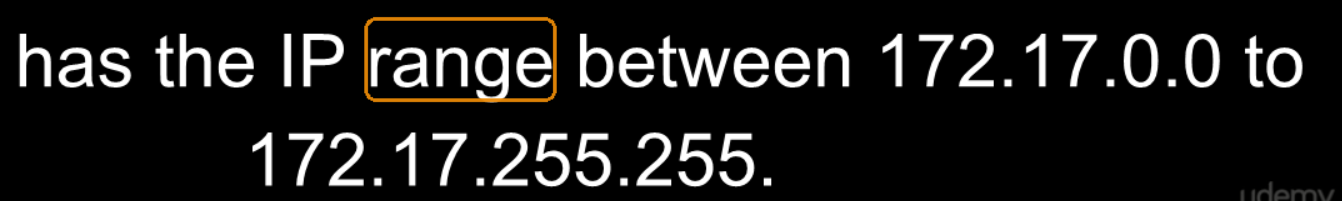 has the IP range between 172.17.0.0 to
172.17.255.255.
udemy